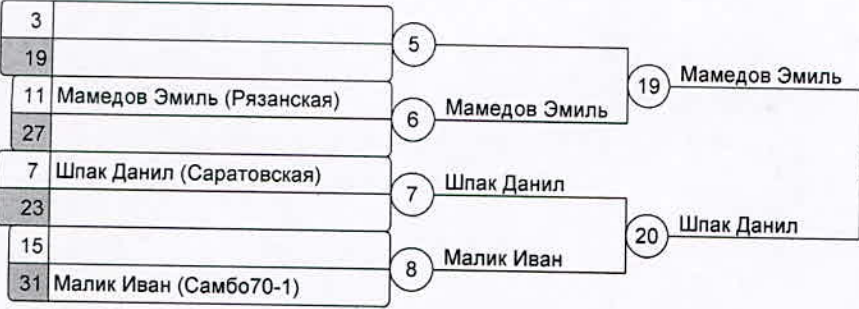 3
19
5
19 Мамедов Эмиль
11 Мамедов Эмиль (Рязанская)
27
6 Мамедов Эмиль
7 Шпак Данил (Саратовская)
23
7 Шпак Данил
20 Шпак Данил
15
31 Малик Иван (Самбо70-1)
8 Малик Иван